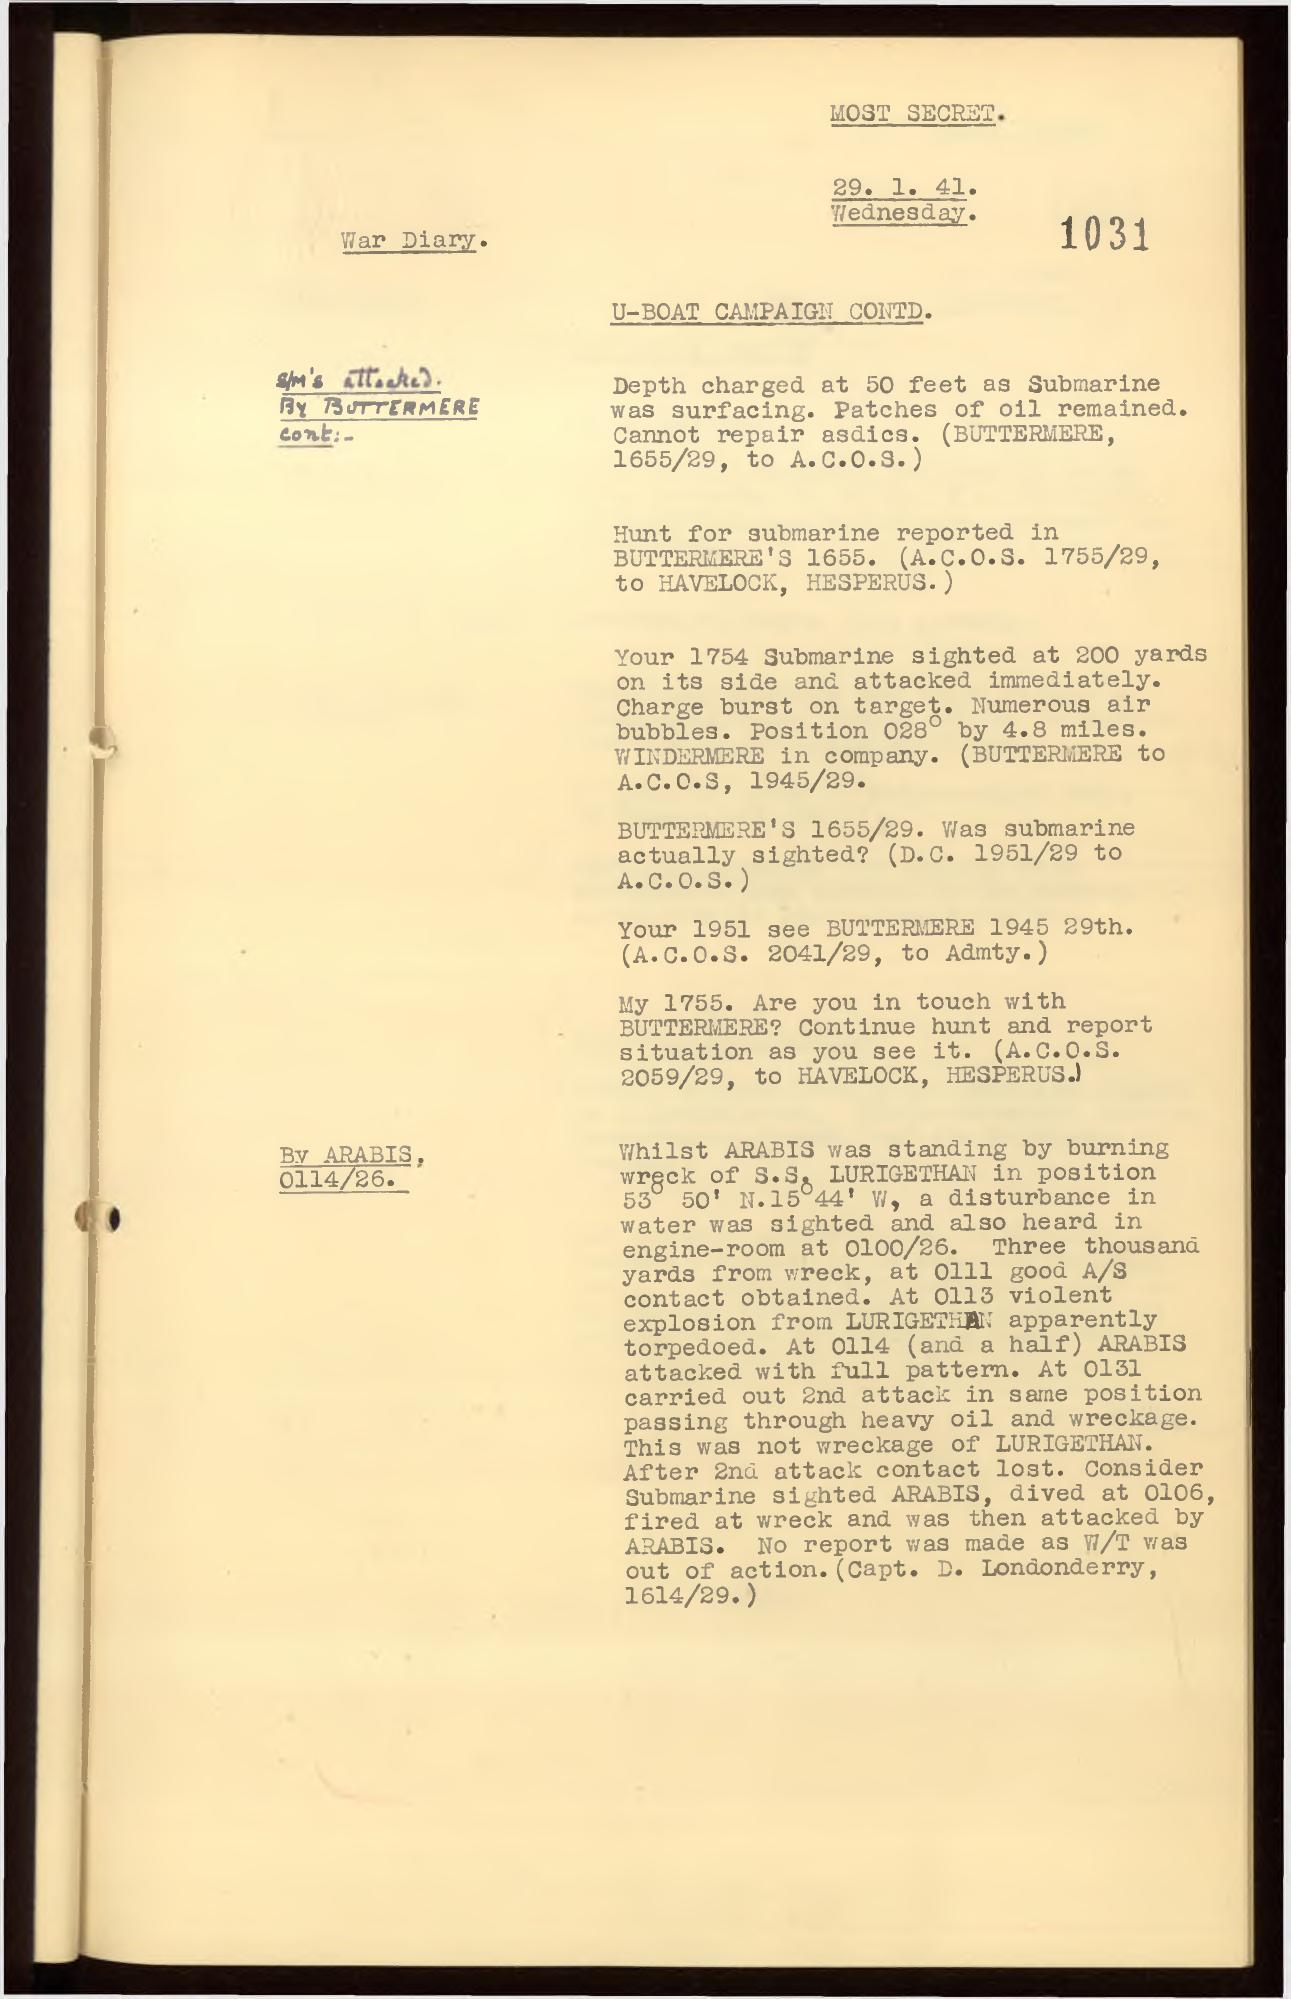 MOST SECRET.
29. 1. 41.
Wednesday.
1031
War Diary.
U-BOAT CAMPAIGN CONTD.
S/M's attacked.
By BUTTERMERE
cont:-
Depth charged at 50 feet as Submarine
was surfacing. Patches of oil remained.
Cannot repair asdics. (BUTTERMERE,
1655/29, to A.C.O.S.)
Hunt for submarine reported in
BUTTERMERE'S 1655. (A.C.O.S. 1755/29,
to HAVELOCK, HESPERUS.)
Your 1754 Submarine sighted at 200 yards
on its side and attacked immediately.
Charge burst on target. Numerous air
bubbles. Position 028° by 4.8 miles.
WINDERMERE in company. (BUTTERMERE to
A.C.O.S, 1945/29.
BUTTERMERE'S 1655/29. Was submarine
actually sighted? (D.C. 1951/29 to
A.C.O.S.)
Your 1951 see BUTTERMERE 1945 29th.
(A.C.O.S. 2041/29, to Admty.)
My 1755. Are you in touch with
BUTTERMERE? Continue hunt and report
situation as you see it. (A.C.O.S.
2059/29, to HAVELOCK, HESPERUS.)
By ARABIS,
0114/26.
Whilst ARABIS was standing by burning
wreck of S.S. LURIGETHAN in position
53° 50' N.15°44' W, a disturbance in
water was sighted and also heard in
engine-room at 0100/26. Three thousand
yards from wreck, at 0111 good A/S
contact obtained. At 0113 violent
explosion from LURIGETHAN apparently
torpedoed. At 0114 (and a half) ARABIS
attacked with full pattern. At 0131
carried out 2nd attack in same position
passing through heavy oil and wreckage.
This was not wreckage of LURIGETHAN.
After 2nd attack contact lost. Consider
Submarine sighted ARABIS, dived at 0106,
fired at wreck and was then attacked by
ARABIS. No report was made as W/T was
out of action.(Capt. D. Londonderry,
1614/29.)